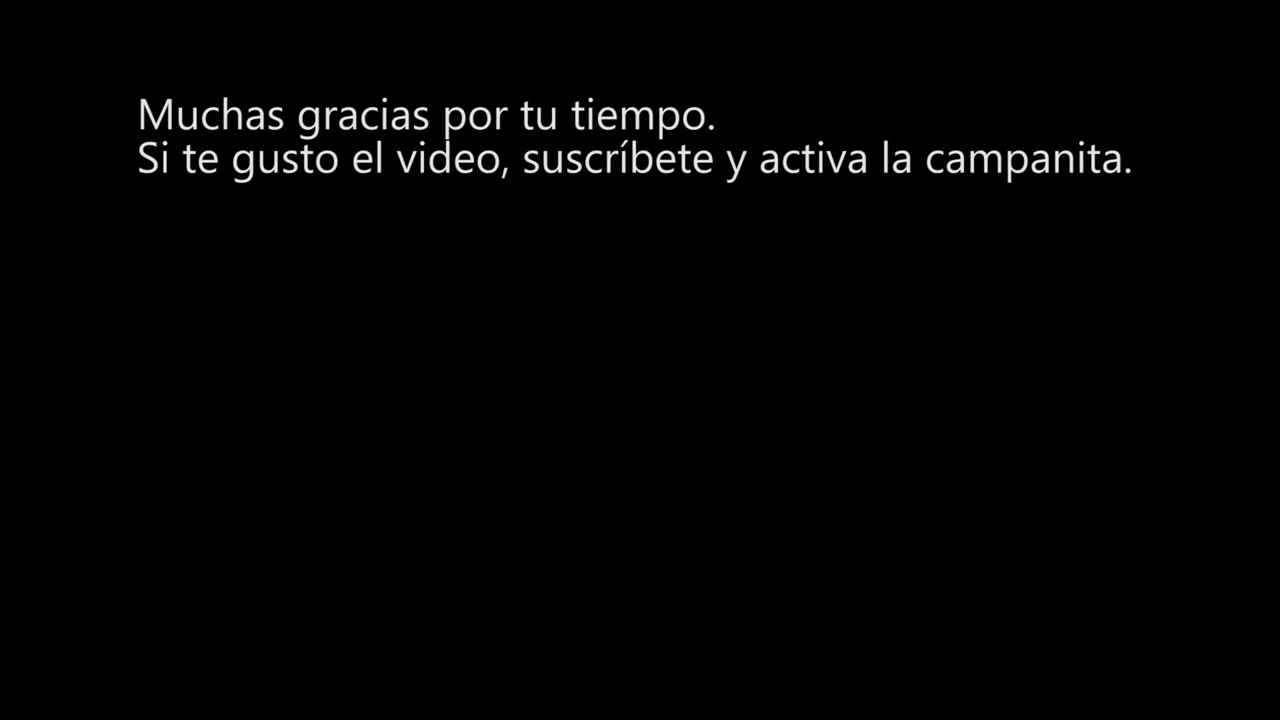 Muchas gracias por tu tiempo.
Si te gusto el video, suscríbete y activa la campanita.